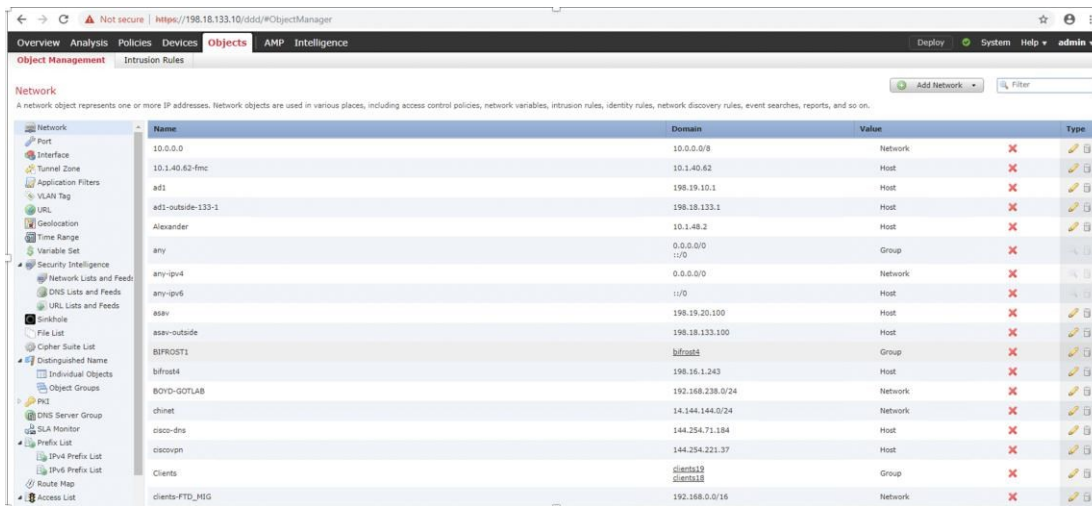 Not secure | https://198.18.133.10/ddd/#ObjectManager
Overview Analysis Policies Devices Objects AMP Intelligence Deploy System Help admin
Object Management Intrusion Rules
Network
Add Network Filter
A network object represents one or more IP addresses. Network objects are used in various places, including access control policies, network variables, intrusion rules, identity rules, network discovery rules, event searches, reports, and so on.
Network
Port
Interface
Tunnel Zone
Application Filters
VLAN Tag
URL
Geolocation
Time Range
Variable Set
Security Intelligence
Network Lists and Feeds
DNS Lists and Feeds
URL Lists and Feeds
Sinkhole
File List
Cipher Suite List
Distinguished Name
Individual Objects
Object Groups
PKI
DNS Server Group
SLA Monitor
Prefix List
IPv4 Prefix List
IPv6 Prefix List
Route Map
Access List
Name Domain Value Type
10.0.0.0 10.0.0.0/8 Network
10.1.40.62-fmc 10.1.40.62 Host
ad1 198.19.10.1 Host
ad1-outside-133-1 198.18.133.1 Host
Alexander 10.1.48.2 Host
any 0.0.0.0/0 Group
::/0
any-ipv4 0.0.0.0/0 Network
any-ipv6 ::/0 Host
asav 198.19.20.100 Host
asav-outside 198.18.133.100 Host
BIFROST1 bifrost4 Group
bifrost4 198.16.1.243 Host
BOYD-GOTLAB 192.168.238.0/24 Network
chinet 14.144.144.0/24 Network
cisco-dns 144.254.71.184 Host
ciscovpn 144.254.221.37 Host
Clients clients19 Group
clients18
clients-FTD_MIG 192.168.0.0/16 Network